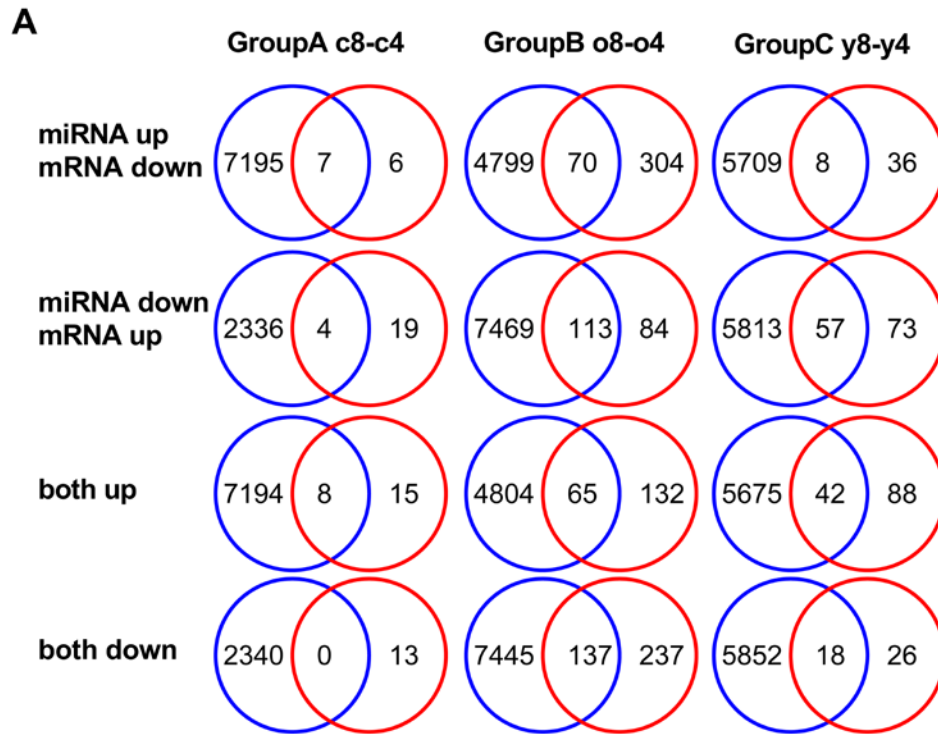 A
GroupA c8-c4 GroupB o8-o4 GroupC y8-y4
miRNA up
mRNA down
7195 7 6 4799 70 304 5709 8 36
miRNA down
mRNA up
2336 4 19 7469 113 84 5813 57 73
both up
7194 8 15 4804 65 132 5675 42 88
both down
2340 0 13 7445 137 237 5852 18 26